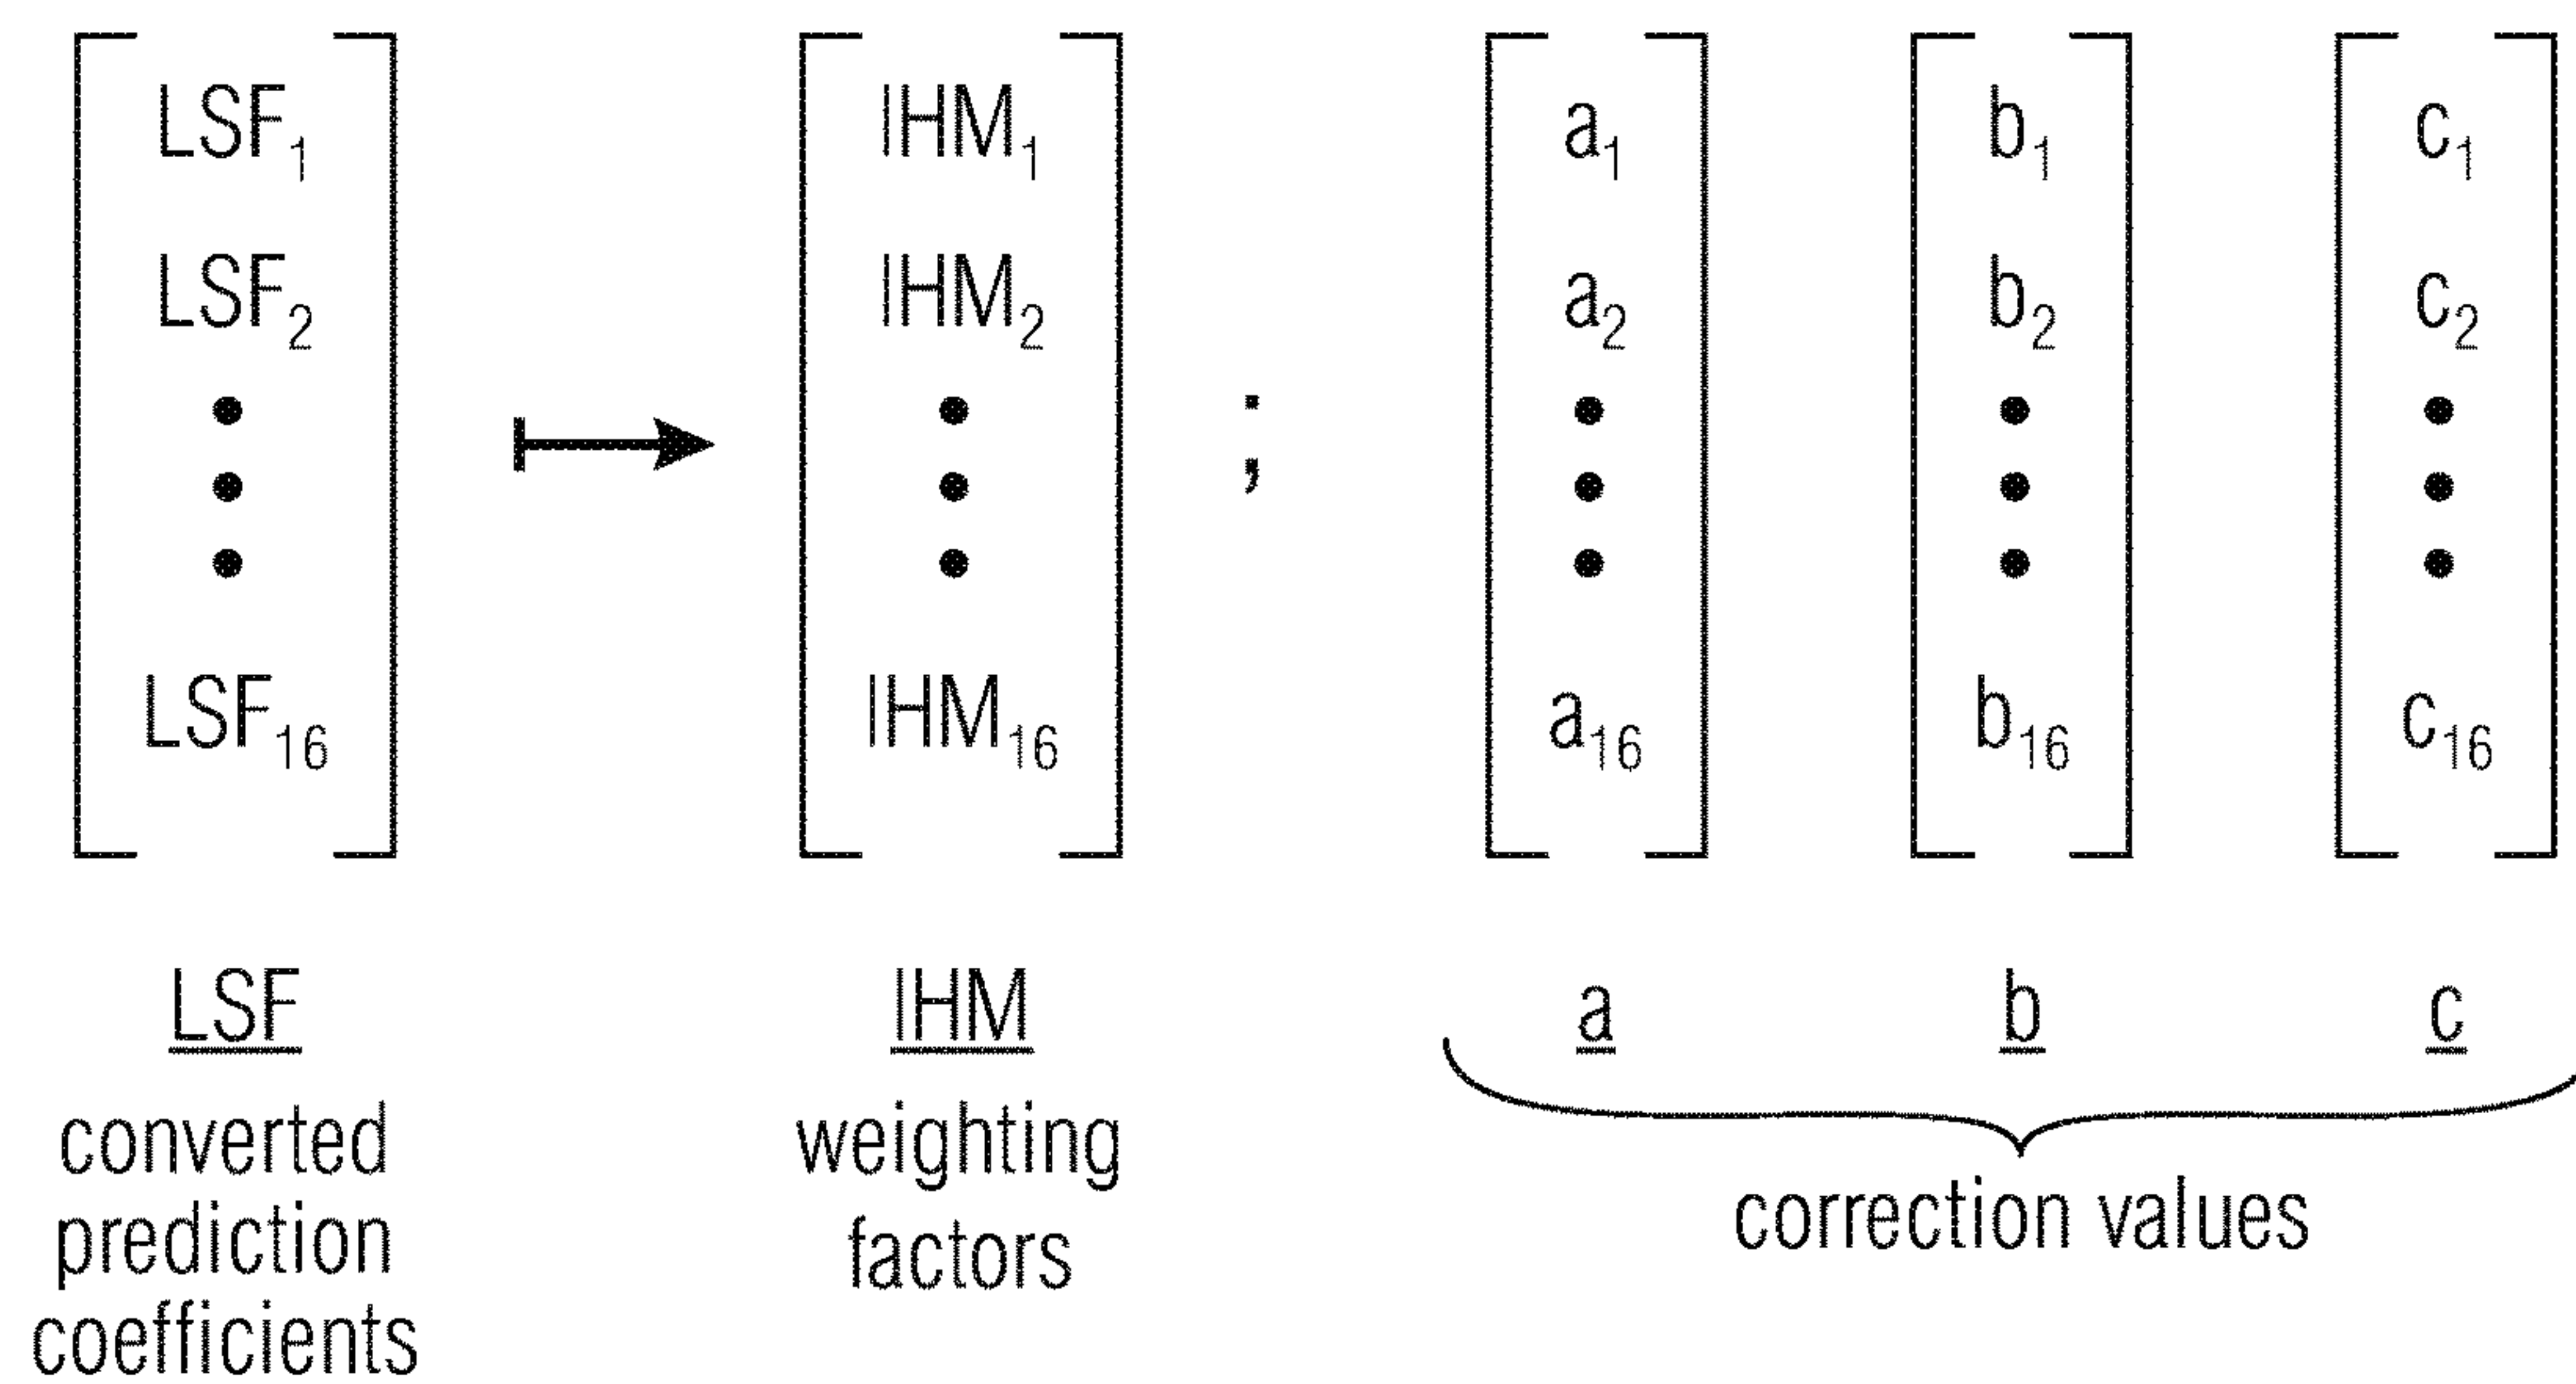 LSF₁ IHM₁ a₁ b₁ c₁
LSF₂ IHM₂ a₂ b₂ c₂
;
LSF₁₆ IHM₁₆ a₁₆ b₁₆ c₁₆
LSF IHM a b c
converted
prediction
coefficients
weighting
factors
correction values